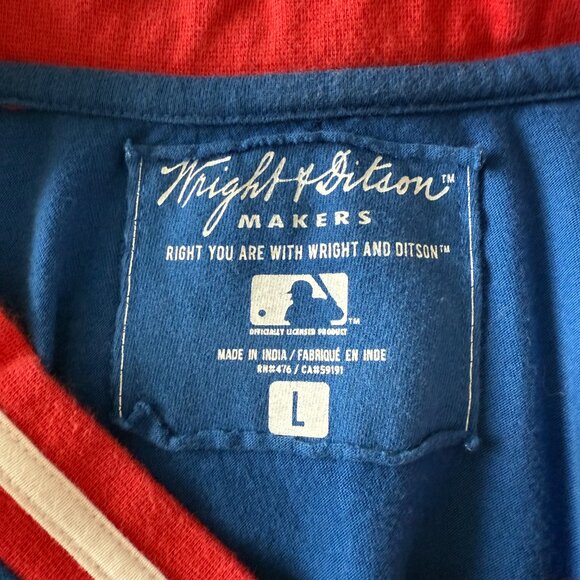 Wright & Ditson™
MAKERS
RIGHT YOU ARE WITH WRIGHT AND DITSON™
™
OFFICIALLY LICENSED PRODUCT
MADE IN INDIA / FABRIQUÉ EN INDE
RN#476 / CA#59191
L